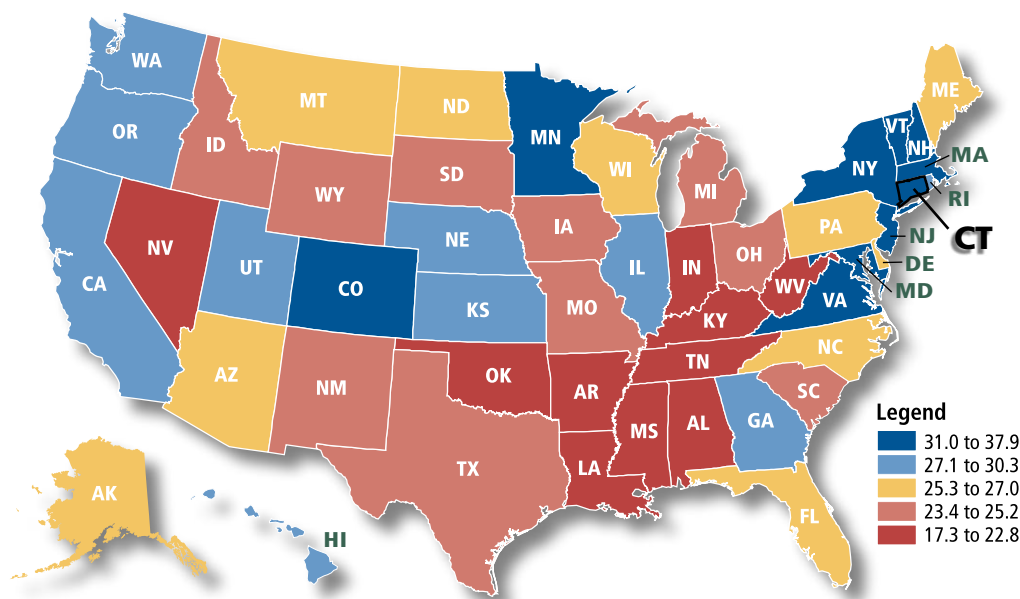 WA
MT
ND
MN
ME
OR
ID
SD
WI
MI
NY
VT
NH
MA
RI
CT
WY
IA
PA
NJ
NV
UT
CO
NE
IL
IN
OH
DE
MD
CA
KS
MO
WV
VA
KY
AZ
NM
OK
AR
TN
NC
SC
TX
LA
MS
AL
GA
FL
AK
HI
Legend
31.0 to 37.9
27.1 to 30.3
25.3 to 27.0
23.4 to 25.2
17.3 to 22.8